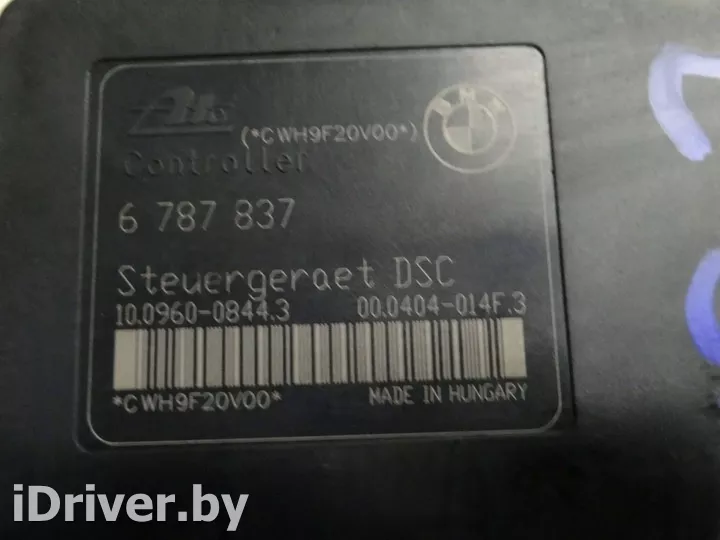 Ate
(*CWH9F20V00*)
BMW
Controller
6 787 837
Steuergeraet DSC
10.0960-0844.3 00.0404-014F.3
*CWH9F20V00* MADE IN HUNGARY
iDriver.by